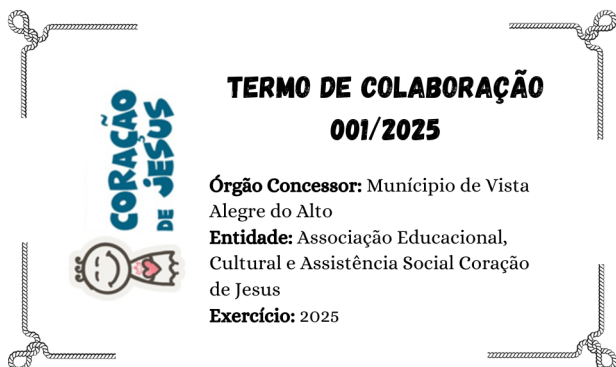 CORAÇÃO
DE JESUS
TERMO DE COLABORAÇÃO
001/2025
Órgão Concessor: Munícipio de Vista
Alegre do Alto
Entidade: Associação Educacional,
Cultural e Assistência Social Coração
de Jesus
Exercício: 2025